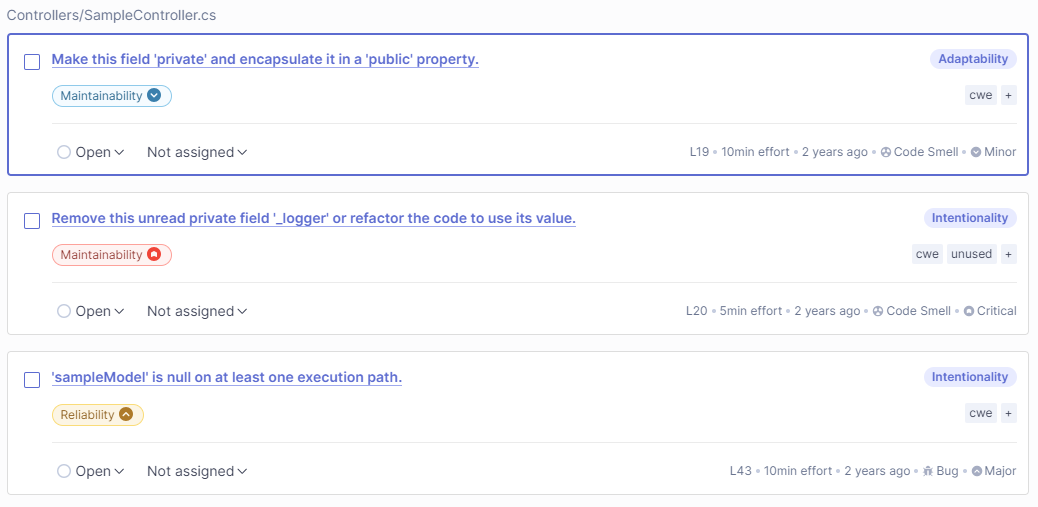 Controllers/SampleController.cs
Make this field 'private' and encapsulate it in a 'public' property.
Adaptability
Maintainability
cwe +
Open Not assigned
L19 • 10min effort • 2 years ago • Code Smell • Minor
Remove this unread private field '_logger' or refactor the code to use its value.
Intentionality
Maintainability
cwe unused +
Open Not assigned
L20 • 5min effort • 2 years ago • Code Smell • Critical
'sampleModel' is null on at least one execution path.
Intentionality
Reliability
cwe +
Open Not assigned
L43 • 10min effort • 2 years ago • Bug • Major